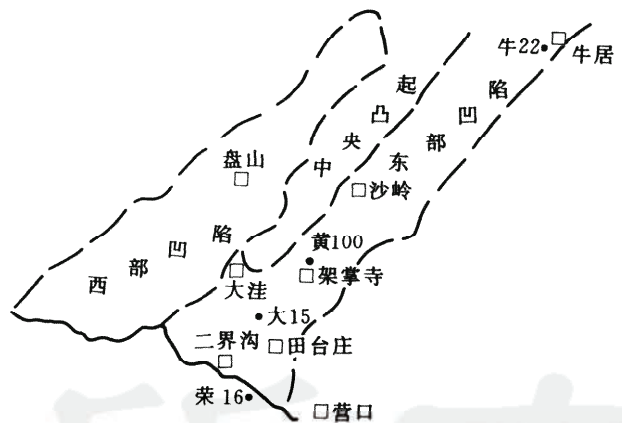 牛22
牛居
中央凸起
东部凹陷
盘山
沙岭
西部凹陷
黄100
大洼
架掌寺
大15
二界沟
田台庄
荣16
营口